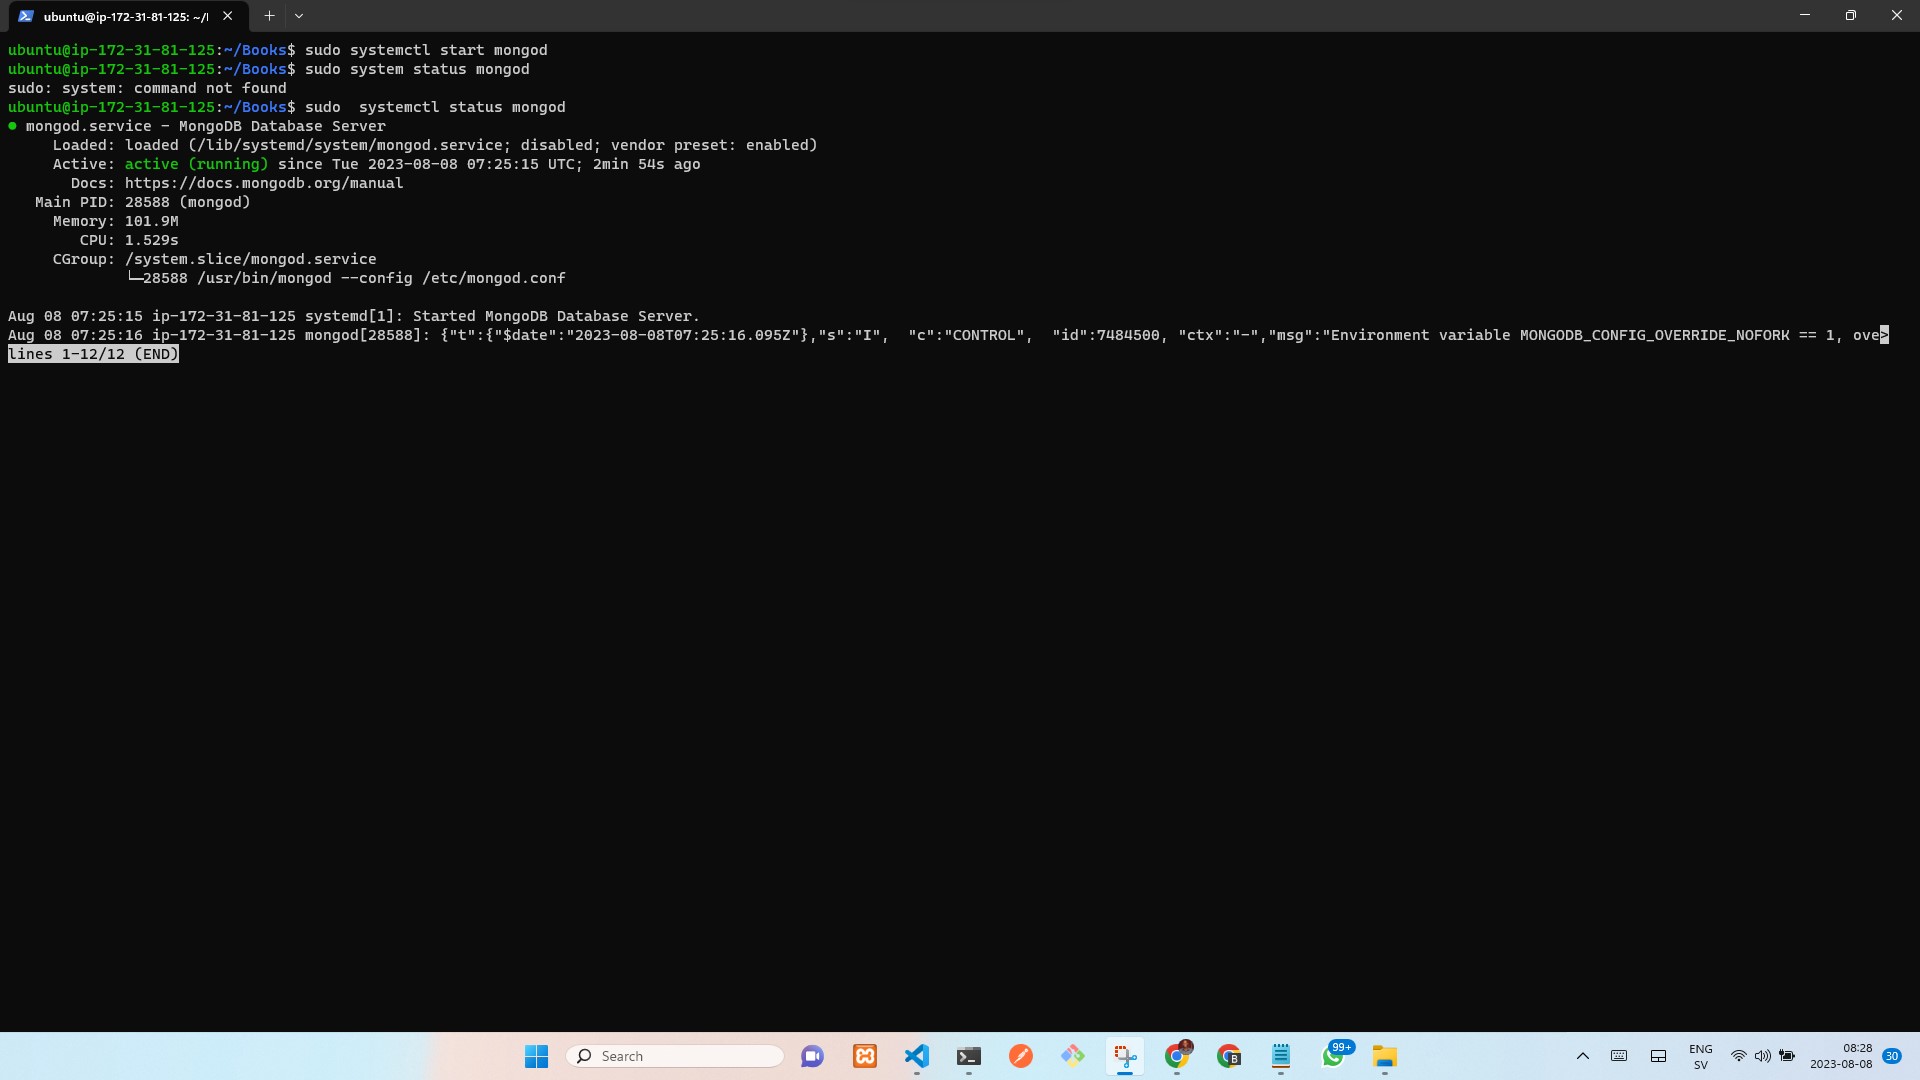 ubuntu@ip-172-31-81-125: ~/l
ubuntu@ip-172-31-81-125:~/Books$ sudo systemctl start mongod
ubuntu@ip-172-31-81-125:~/Books$ sudo system status mongod
sudo: system: command not found
ubuntu@ip-172-31-81-125:~/Books$ sudo  systemctl status mongod
● mongod.service - MongoDB Database Server
     Loaded: loaded (/lib/systemd/system/mongod.service; disabled; vendor preset: enabled)
     Active: active (running) since Tue 2023-08-08 07:25:15 UTC; 2min 54s ago
       Docs: https://docs.mongodb.org/manual
   Main PID: 28588 (mongod)
     Memory: 101.9M
        CPU: 1.529s
     CGroup: /system.slice/mongod.service
             └─28588 /usr/bin/mongod --config /etc/mongod.conf
Aug 08 07:25:15 ip-172-31-81-125 systemd[1]: Started MongoDB Database Server.
Aug 08 07:25:16 ip-172-31-81-125 mongod[28588]: {"t":{"$date":"2023-08-08T07:25:16.095Z"},"s":"I",  "c":"CONTROL",  "id":7484500, "ctx":"-","msg":"Environment variable MONGODB_CONFIG_OVERRIDE_NOFORK == 1, ove>
lines 1-12/12 (END)
Search
B
99+
ENG
SV
08:28
2023-08-08
30